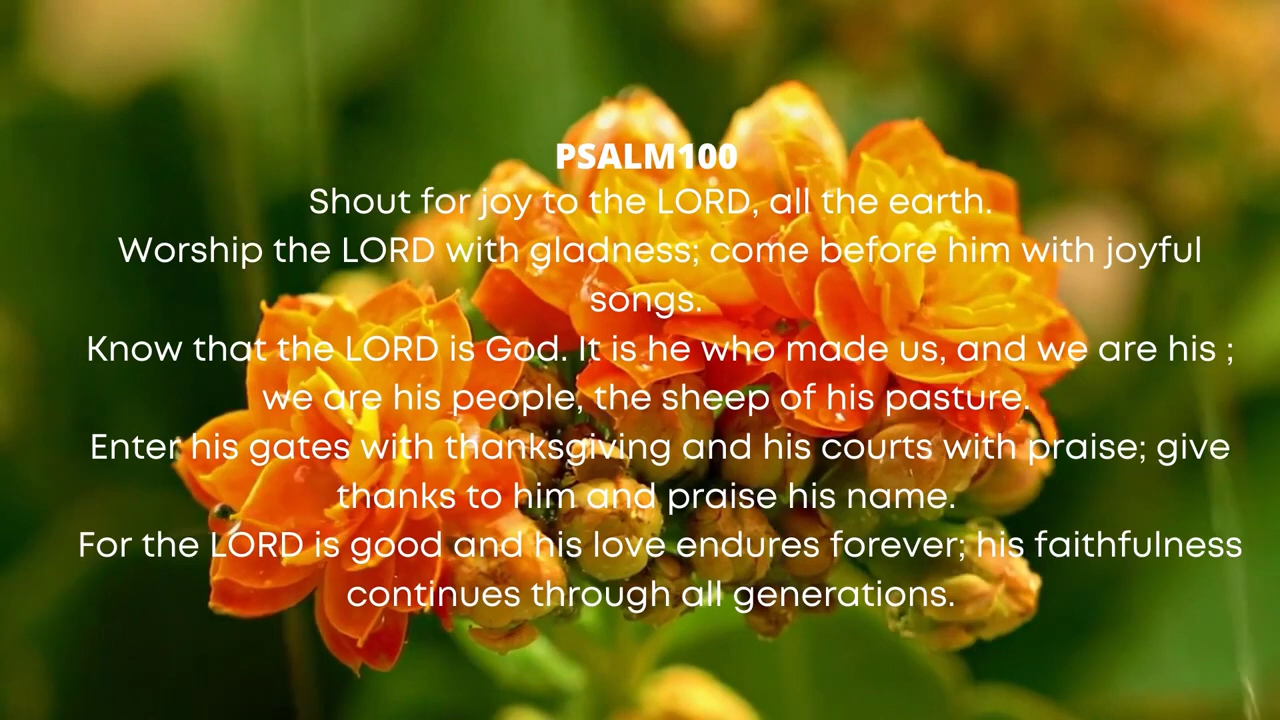 PSALM100
Shout for joy to the LORD, all the earth.
Worship the LORD with gladness; come before him with joyful
songs.
Know that the LORD is God. It is he who made us, and we are his ;
we are his people, the sheep of his pasture.
Enter his gates with thanksgiving and his courts with praise; give
thanks to him and praise his name.
For the LORD is good and his love endures forever; his faithfulness
continues through all generations.